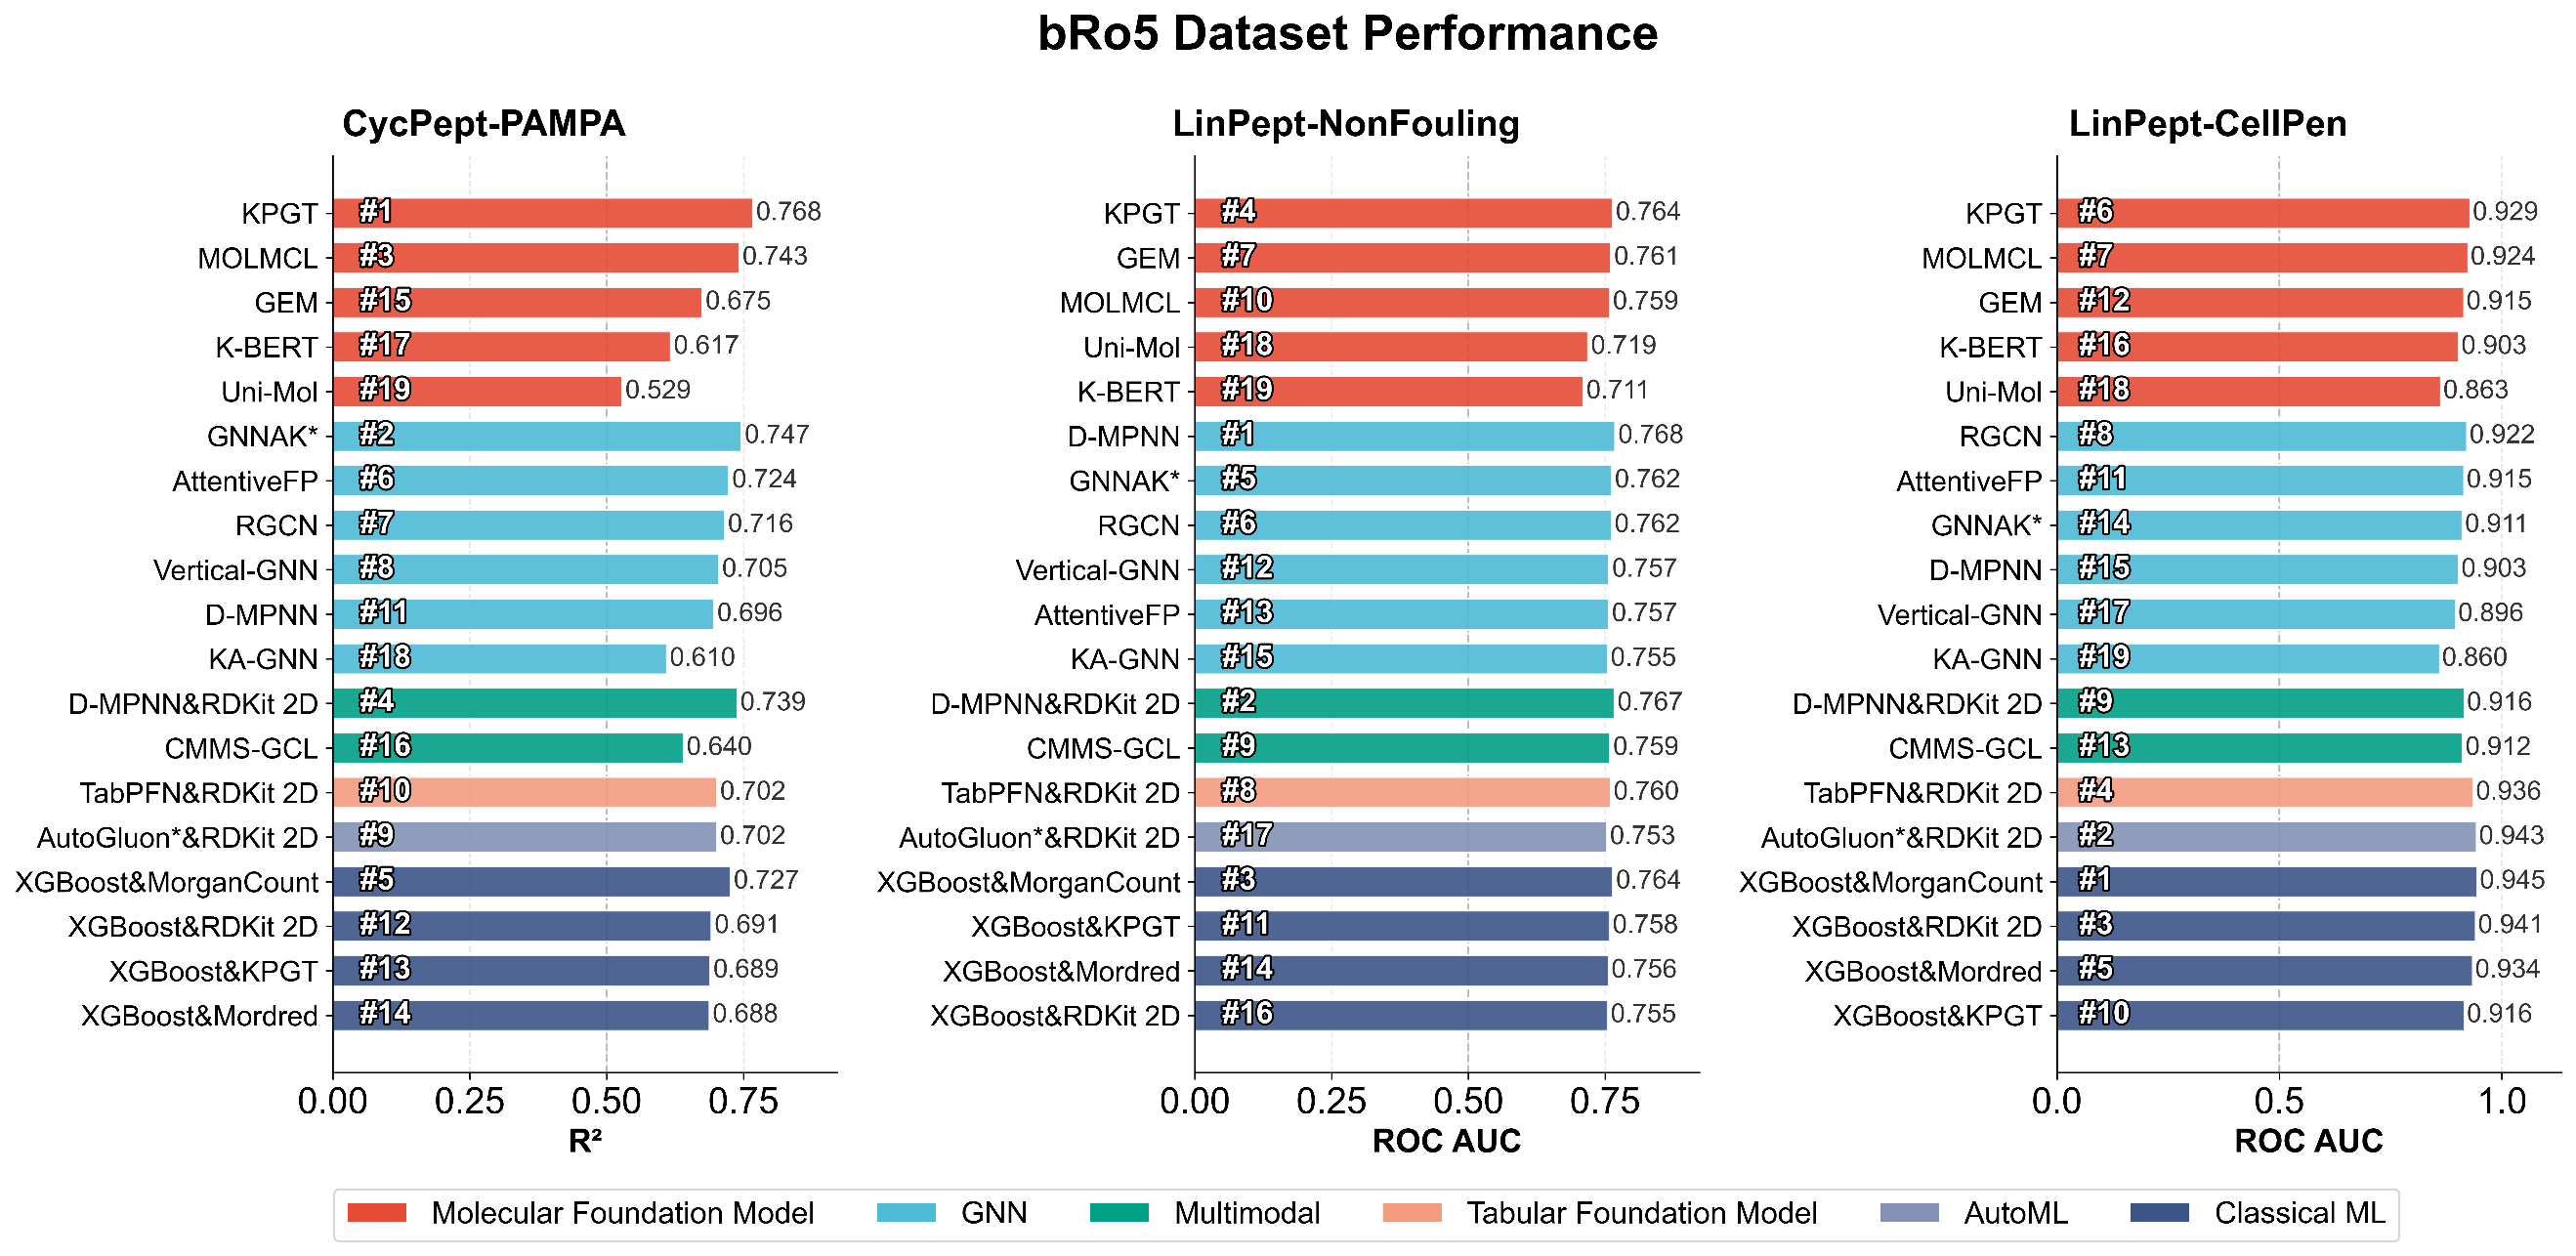 bRo5 Dataset Performance
CycPept-PAMPA
KPGT #1 0.768
MOLMCL #3 0.743
GEM #15 0.675
K-BERT #17 0.617
Uni-Mol #19 0.529
GNNAK* #2 0.747
AttentiveFP #6 0.724
RGCN #7 0.716
Vertical-GNN #8 0.705
D-MPNN #11 0.696
KA-GNN #18 0.610
D-MPNN&RDKit 2D #4 0.739
CMMS-GCL #16 0.640
TabPFN&RDKit 2D #10 0.702
AutoGluon*&RDKit 2D #9 0.702
XGBoost&MorganCount #5 0.727
XGBoost&RDKit 2D #12 0.691
XGBoost&KPGT #13 0.689
XGBoost&Mordred #14 0.688
0.00 0.25 0.50 0.75
R²
LinPept-NonFouling
KPGT #4 0.764
GEM #7 0.761
MOLMCL #10 0.759
Uni-Mol #18 0.719
K-BERT #19 0.711
D-MPNN #1 0.768
GNNAK* #5 0.762
RGCN #6 0.762
Vertical-GNN #12 0.757
AttentiveFP #13 0.757
KA-GNN #15 0.755
D-MPNN&RDKit 2D #2 0.767
CMMS-GCL #9 0.759
TabPFN&RDKit 2D #8 0.760
AutoGluon*&RDKit 2D #17 0.753
XGBoost&MorganCount #3 0.764
XGBoost&KPGT #11 0.758
XGBoost&Mordred #14 0.756
XGBoost&RDKit 2D #16 0.755
0.00 0.25 0.50 0.75
ROC AUC
LinPept-CellPen
KPGT #6 0.929
MOLMCL #7 0.924
GEM #12 0.915
K-BERT #16 0.903
Uni-Mol #18 0.863
RGCN #8 0.922
AttentiveFP #11 0.915
GNNAK* #14 0.911
D-MPNN #15 0.903
Vertical-GNN #17 0.896
KA-GNN #19 0.860
D-MPNN&RDKit 2D #9 0.916
CMMS-GCL #13 0.912
TabPFN&RDKit 2D #4 0.936
AutoGluon*&RDKit 2D #2 0.943
XGBoost&MorganCount #1 0.945
XGBoost&RDKit 2D #3 0.941
XGBoost&Mordred #5 0.934
XGBoost&KPGT #10 0.916
0.0 0.5 1.0
ROC AUC
Molecular Foundation Model GNN Multimodal Tabular Foundation Model AutoML Classical ML